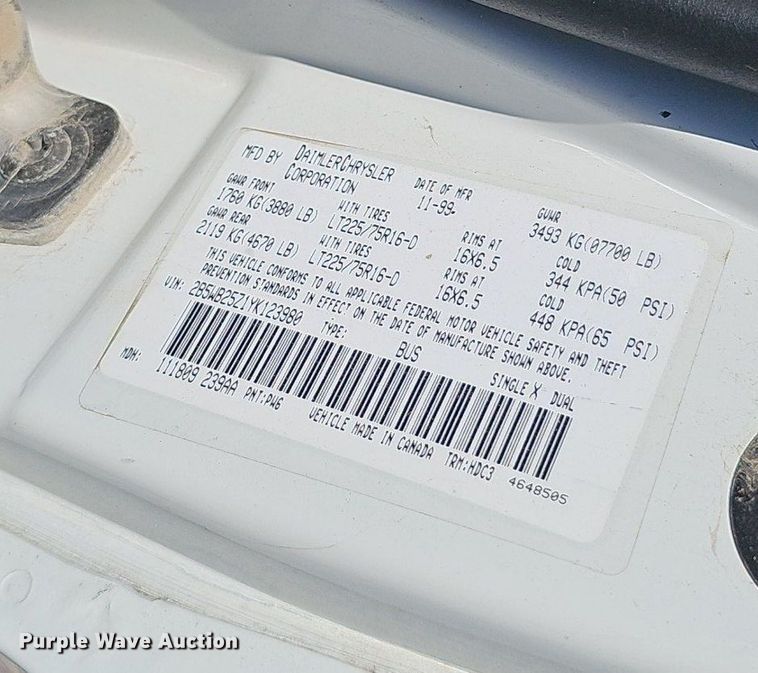 MFD BY DAIMLERCHRYSLER CORPORATION DATE OF MFR 11-99 GVWR 3493 KG(07700 LB)
GAWR FRONT 1760 KG(3880 LB) WITH TIRES LT225/75R16-D RIMS AT 16X6.5 COLD 344 KPA(50 PSI)
GAWR REAR 2119 KG(4670 LB) WITH TIRES LT225/75R16-D RIMS AT 16X6.5 COLD 448 KPA(65 PSI)
THIS VEHICLE CONFORMS TO ALL APPLICABLE FEDERAL MOTOR VEHICLE SAFETY AND THEFT
PREVENTION STANDARDS IN EFFECT ON THE DATE OF MANUFACTURE SHOWN ABOVE.
VIN: 2B5WB25Z1YK123980 TYPE: BUS SINGLE X DUAL
MDH: 111809 239AA PNT:PW6 VEHICLE MADE IN CANADA TRM:HDC3 4648505
Purple Wave Auction